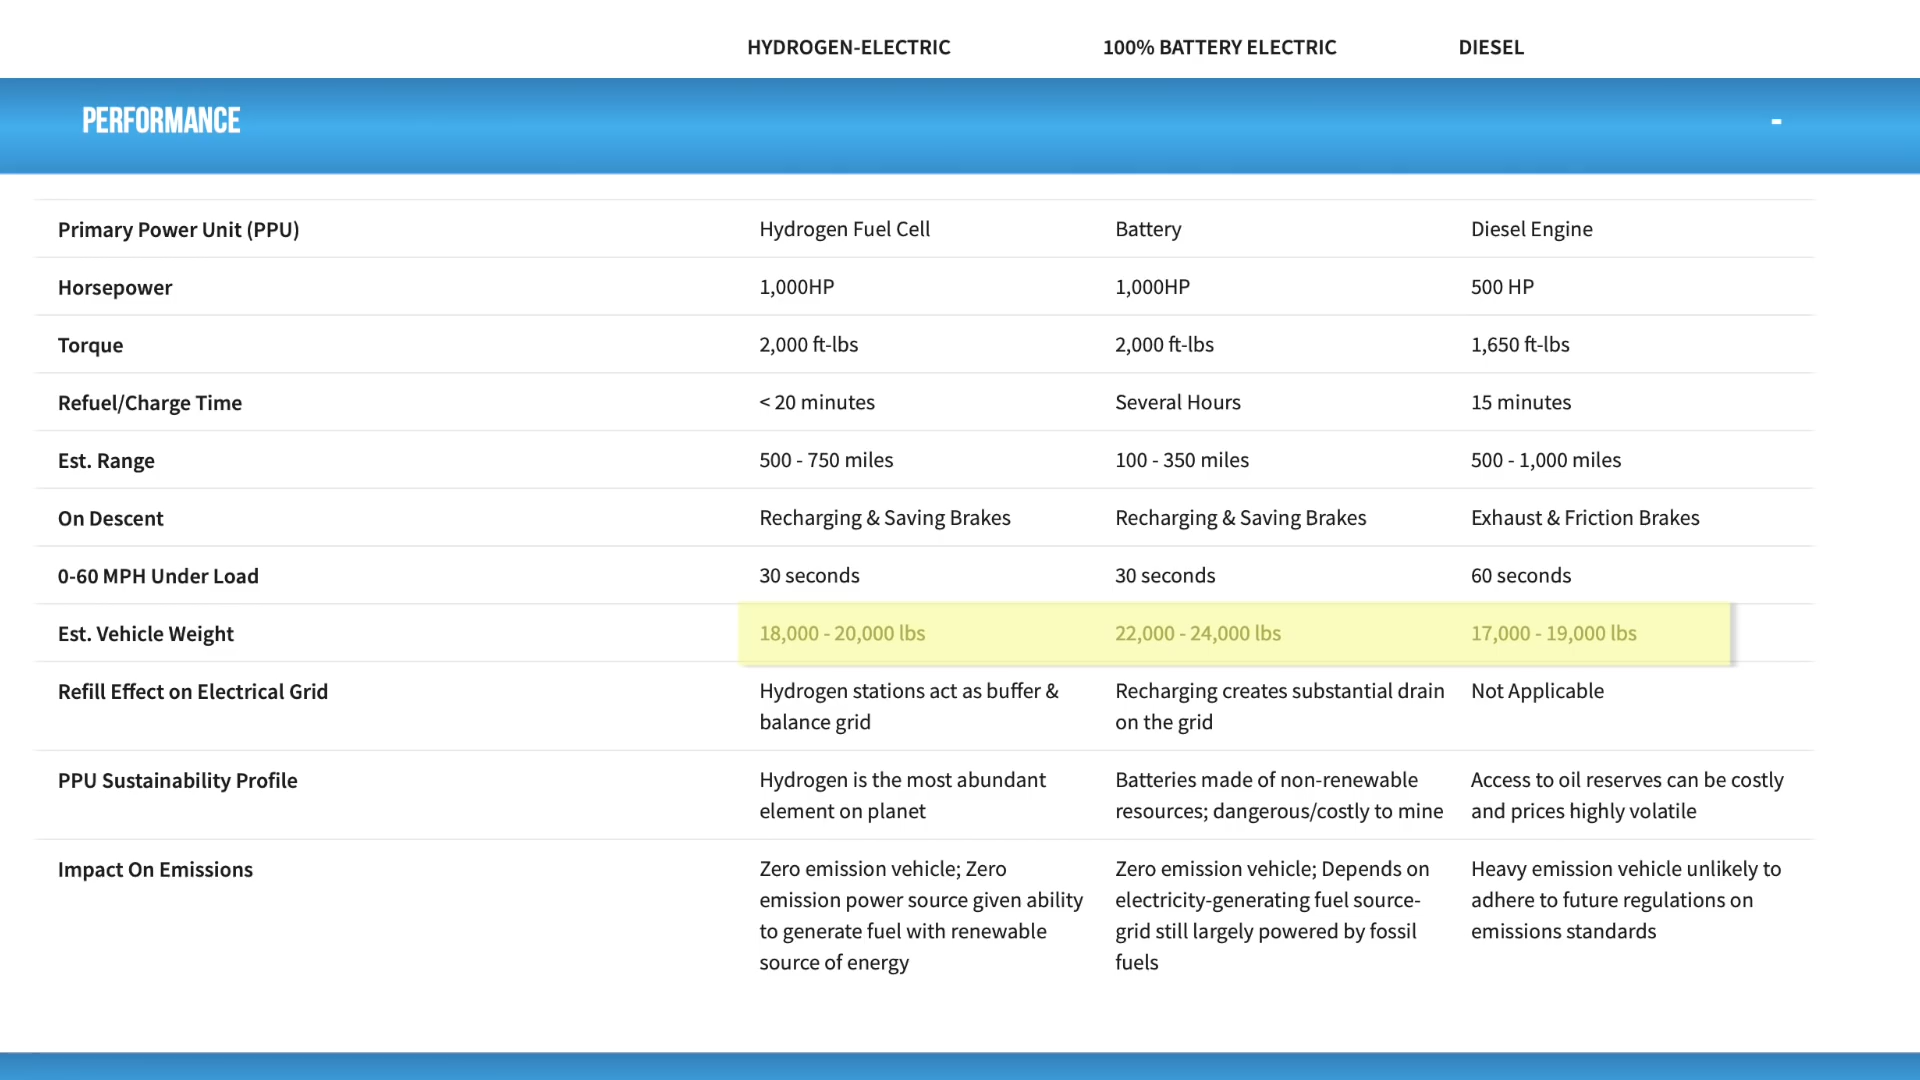 HYDROGEN-ELECTRIC 100% BATTERY ELECTRIC DIESEL
PERFORMANCE -
Primary Power Unit (PPU) Hydrogen Fuel Cell Battery Diesel Engine
Horsepower 1,000HP 1,000HP 500 HP
Torque 2,000 ft-lbs 2,000 ft-lbs 1,650 ft-lbs
Refuel/Charge Time < 20 minutes Several Hours 15 minutes
Est. Range 500 - 750 miles 100 - 350 miles 500 - 1,000 miles
On Descent Recharging & Saving Brakes Recharging & Saving Brakes Exhaust & Friction Brakes
0-60 MPH Under Load 30 seconds 30 seconds 60 seconds
Est. Vehicle Weight 18,000 - 20,000 lbs 22,000 - 24,000 lbs 17,000 - 19,000 lbs
Refill Effect on Electrical Grid Hydrogen stations act as buffer & Recharging creates substantial drain Not Applicable
balance grid on the grid
PPU Sustainability Profile Hydrogen is the most abundant Batteries made of non-renewable Access to oil reserves can be costly
element on planet resources; dangerous/costly to mine and prices highly volatile
Impact On Emissions Zero emission vehicle; Zero Zero emission vehicle; Depends on Heavy emission vehicle unlikely to
emission power source given ability electricity-generating fuel source- adhere to future regulations on
to generate fuel with renewable grid still largely powered by fossil emissions standards
source of energy fuels